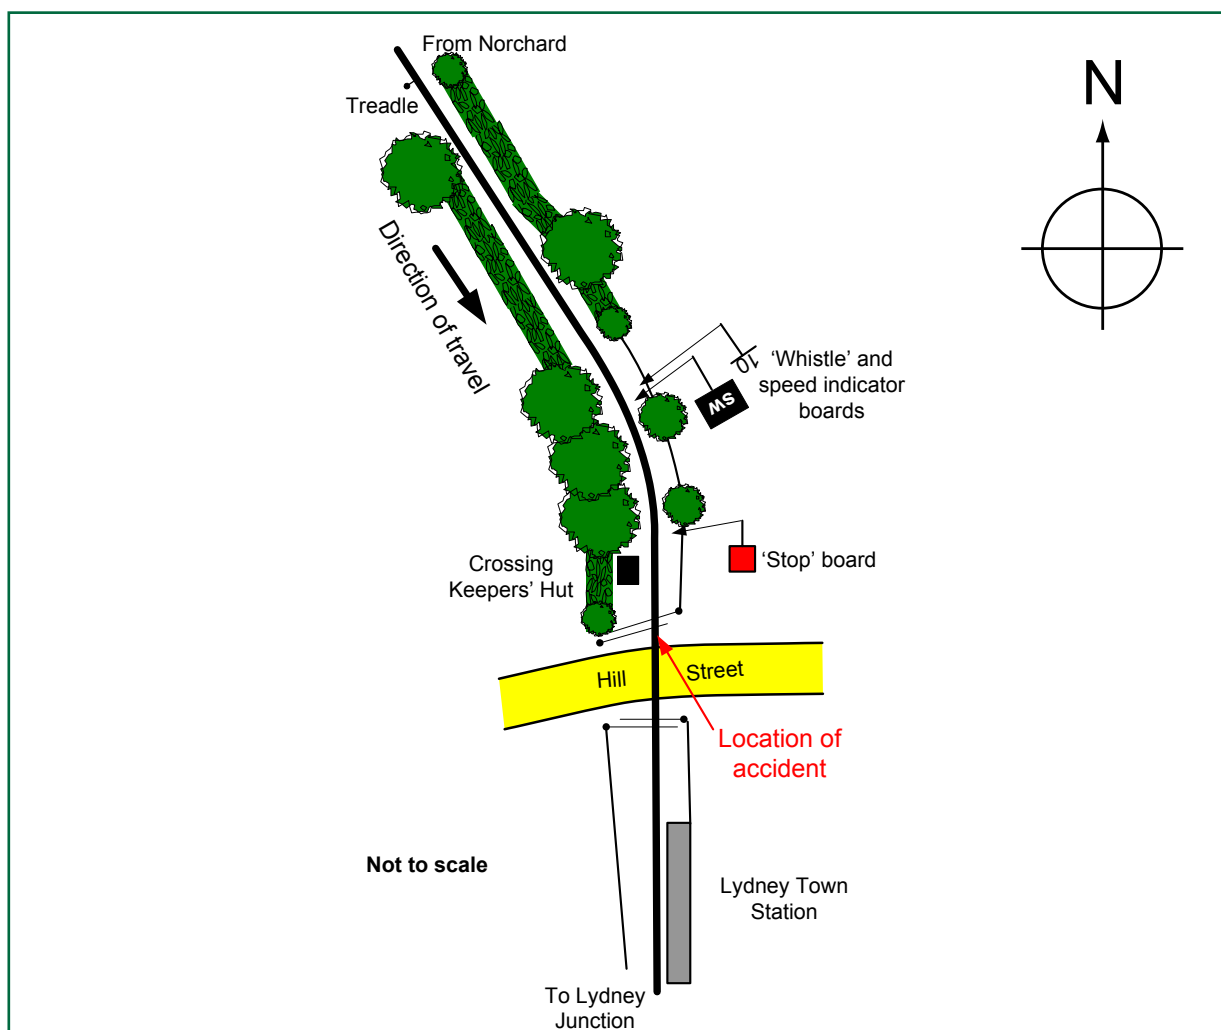 From Norchard
N
Treadle
Direction of travel
10
'Whistle' and
speed indicator
boards
SW
Crossing
Keepers' Hut
'Stop' board
Hill Street
Location of
accident
Not to scale
Lydney Town
Station
To Lydney
Junction